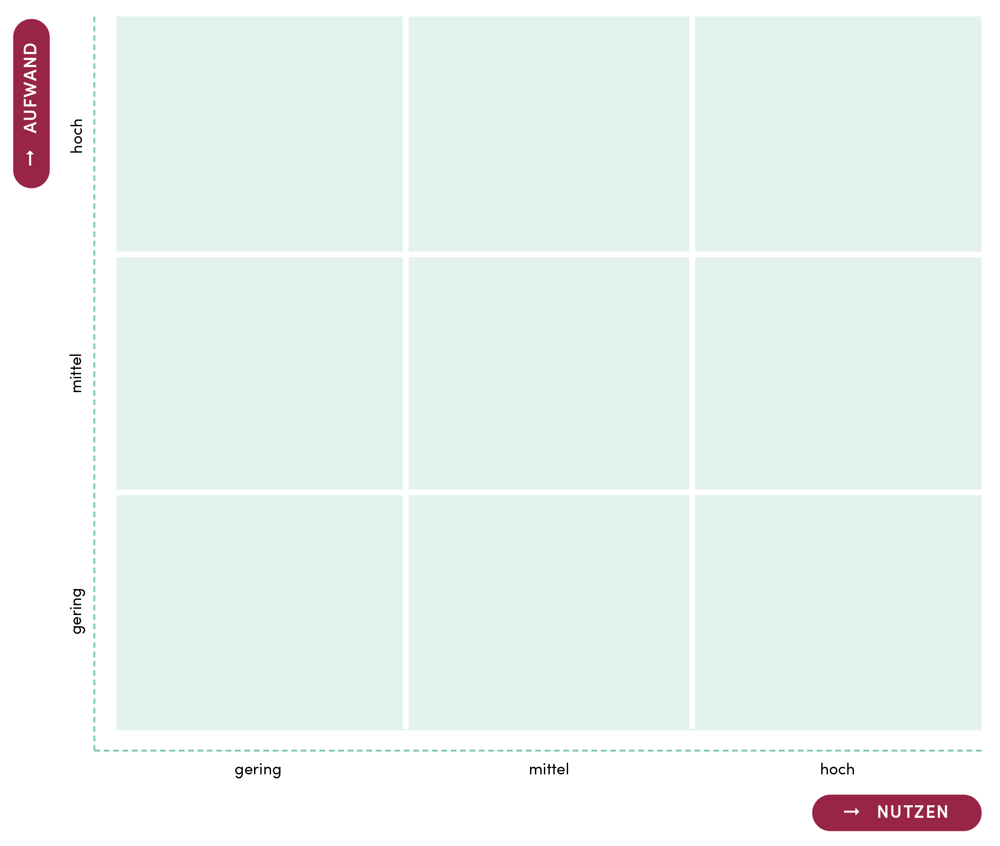 → AUFWAND
hoch
mittel
gering
gering mittel hoch
→ NUTZEN